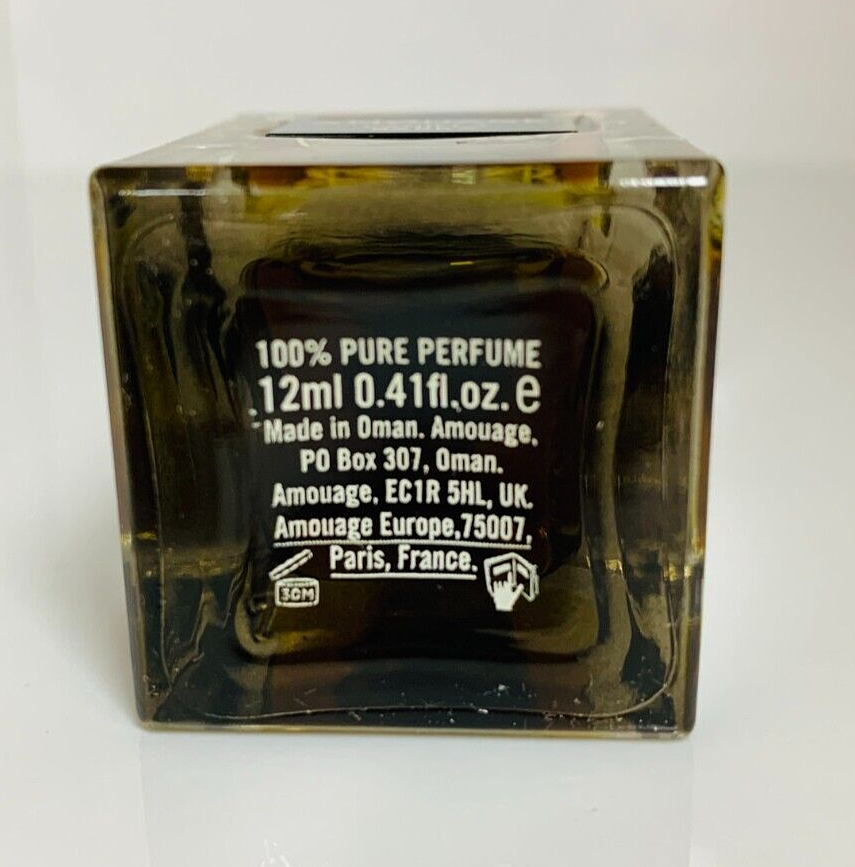 100% PURE PERFUME
12ml 0.41fl.oz. e
Made in Oman. Amouage,
PO Box 307, Oman.
Amouage, EC1R 5HL, UK.
Amouage Europe,75007,
Paris, France.